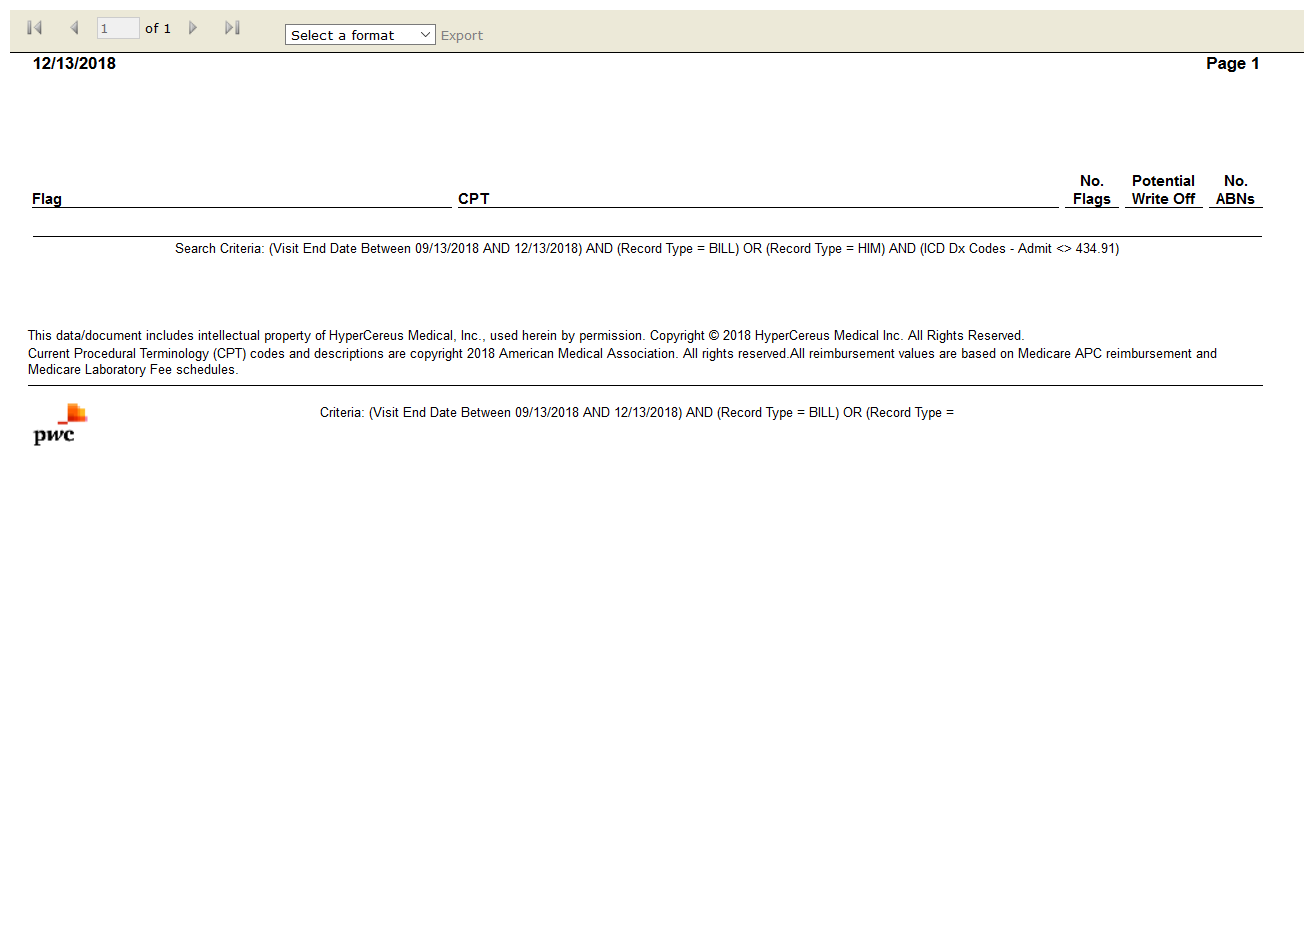 1 of 1 Select a format Export
12/13/2018 Page 1
No. Potential No.
Flag CPT Flags Write Off ABNs
Search Criteria: (Visit End Date Between 09/13/2018 AND 12/13/2018) AND (Record Type = BILL) OR (Record Type = HIM) AND (ICD Dx Codes - Admit <> 434.91)
This data/document includes intellectual property of HyperCereus Medical, Inc., used herein by permission. Copyright © 2018 HyperCereus Medical Inc. All Rights Reserved.
Current Procedural Terminology (CPT) codes and descriptions are copyright 2018 American Medical Association. All rights reserved.All reimbursement values are based on Medicare APC reimbursement and
Medicare Laboratory Fee schedules.
Criteria: (Visit End Date Between 09/13/2018 AND 12/13/2018) AND (Record Type = BILL) OR (Record Type =
pwc